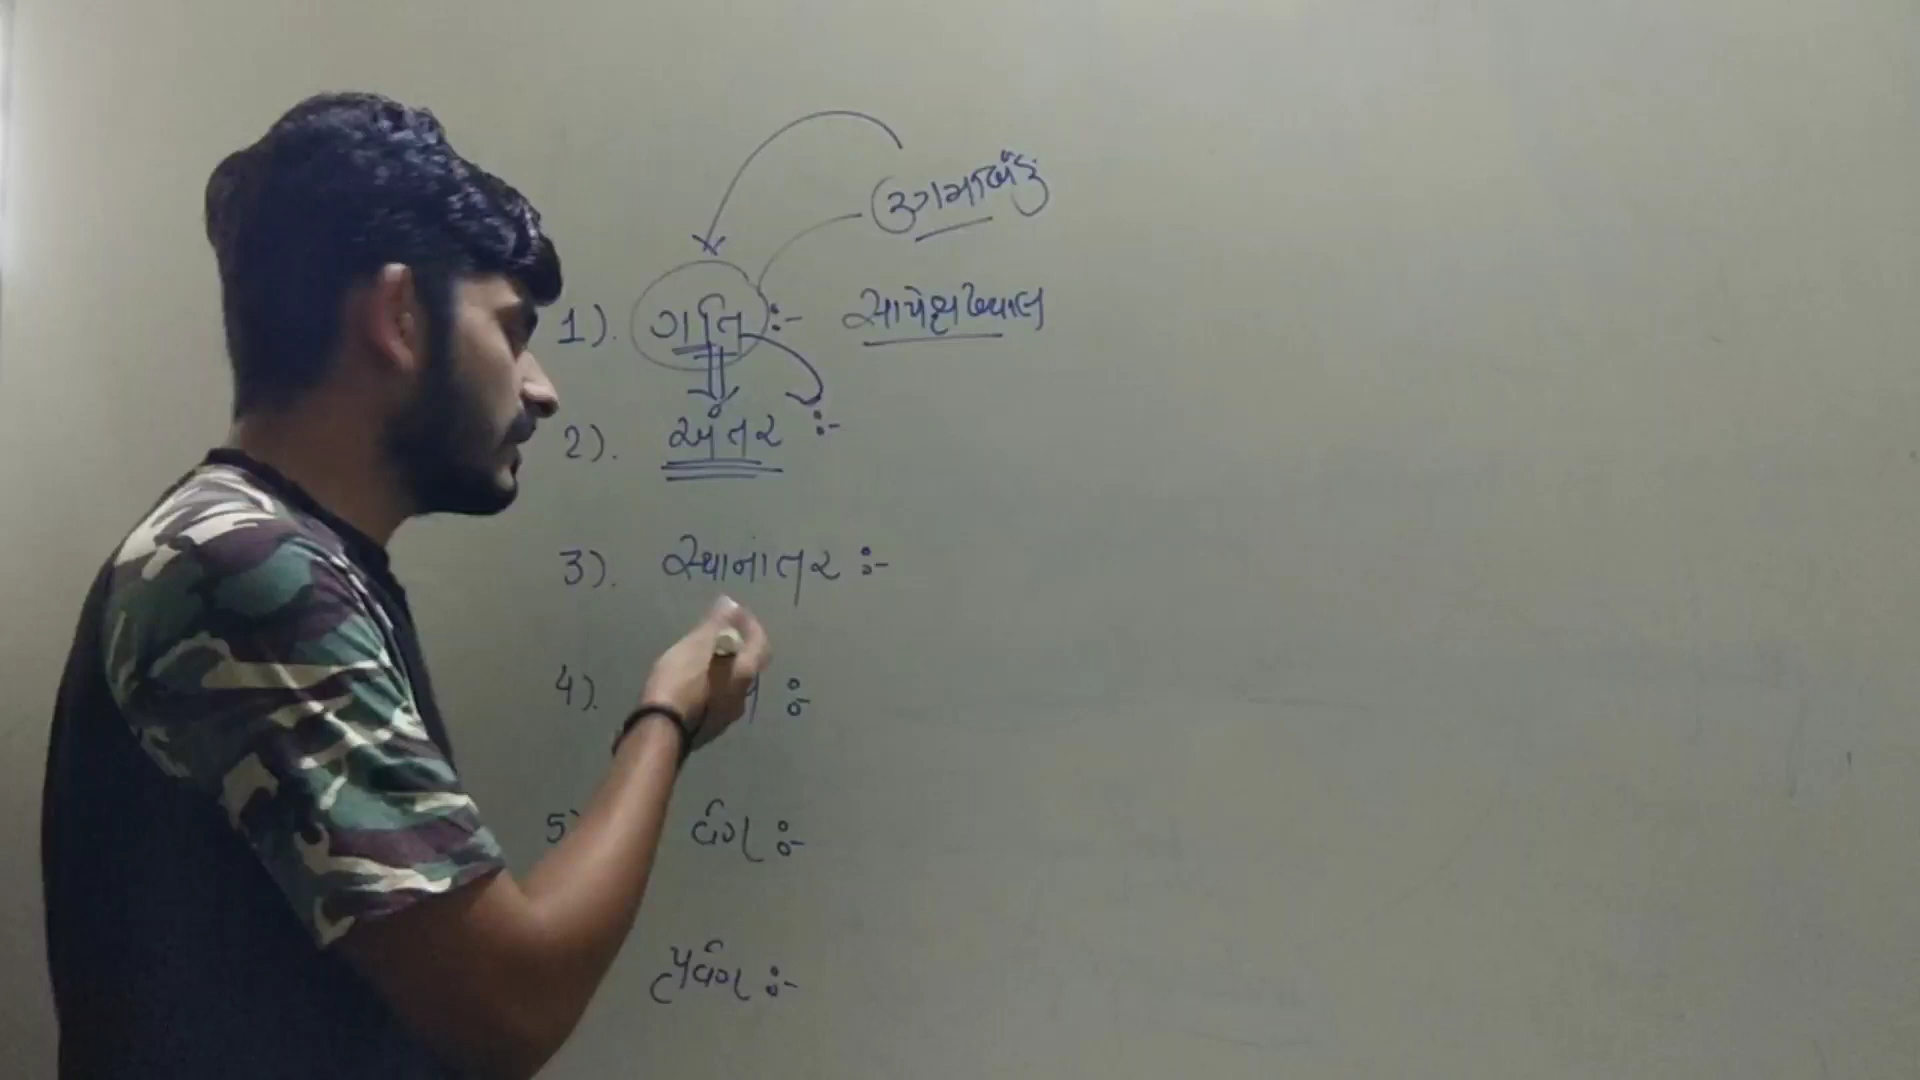 ઉગમબિંદુ
1). ગતિ :- સાપેક્ષ ખ્યાલ
2). અંતર :-
3). સ્થાનાંતર :-
4). :-
5) વેગ :-
પ્રવેગ :-